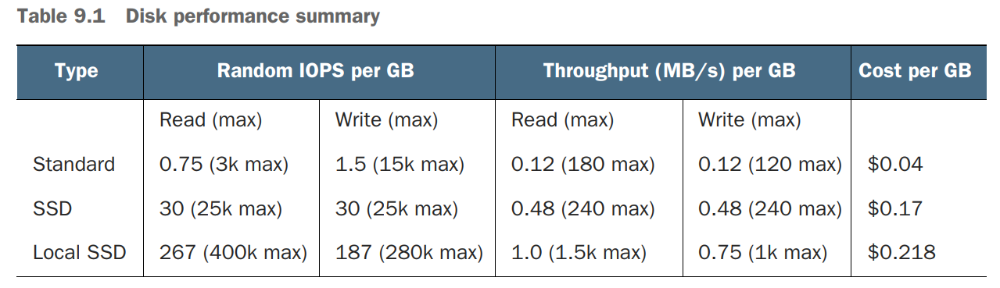 Table 9.1 Disk performance summary
Type Random IOPS per GB Throughput (MB/s) per GB Cost per GB
Read (max) Write (max) Read (max) Write (max)
Standard 0.75 (3k max) 1.5 (15k max) 0.12 (180 max) 0.12 (120 max) $0.04
SSD 30 (25k max) 30 (25k max) 0.48 (240 max) 0.48 (240 max) $0.17
Local SSD 267 (400k max) 187 (280k max) 1.0 (1.5k max) 0.75 (1k max) $0.218